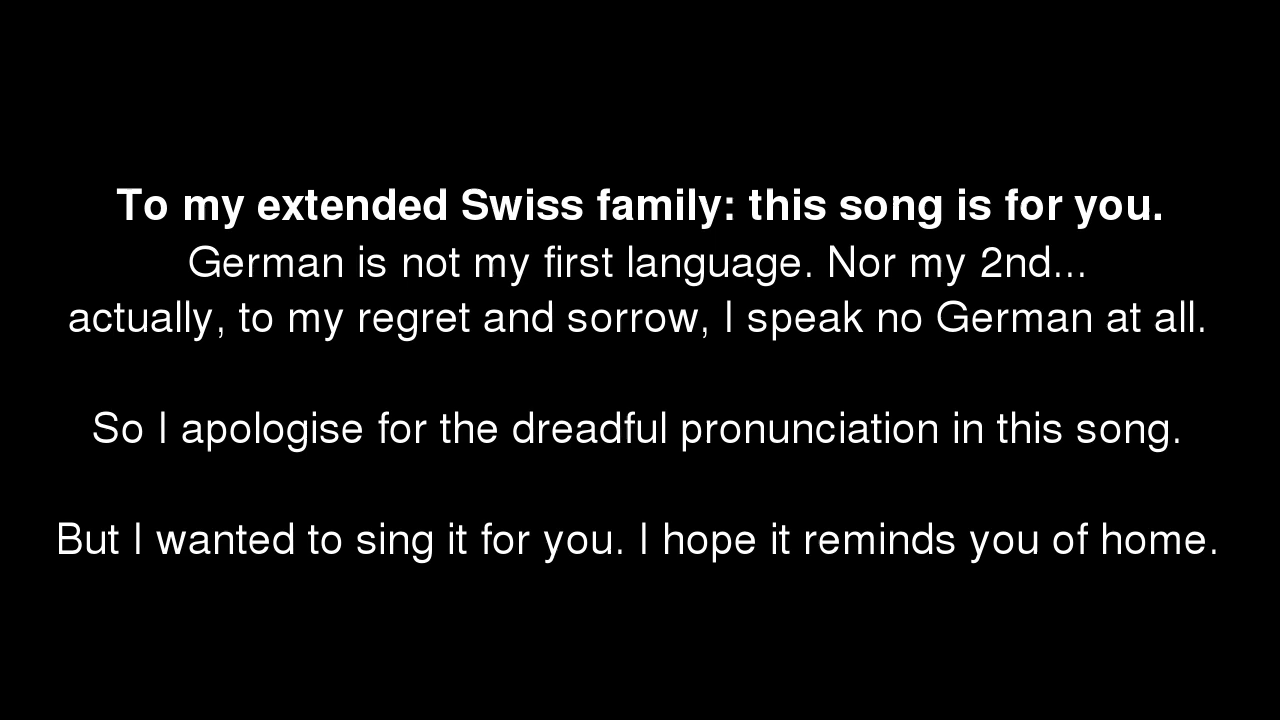 To my extended Swiss family: this song is for you.
German is not my first language. Nor my 2nd...
actually, to my regret and sorrow, I speak no German at all.
So I apologise for the dreadful pronunciation in this song.
But I wanted to sing it for you. I hope it reminds you of home.